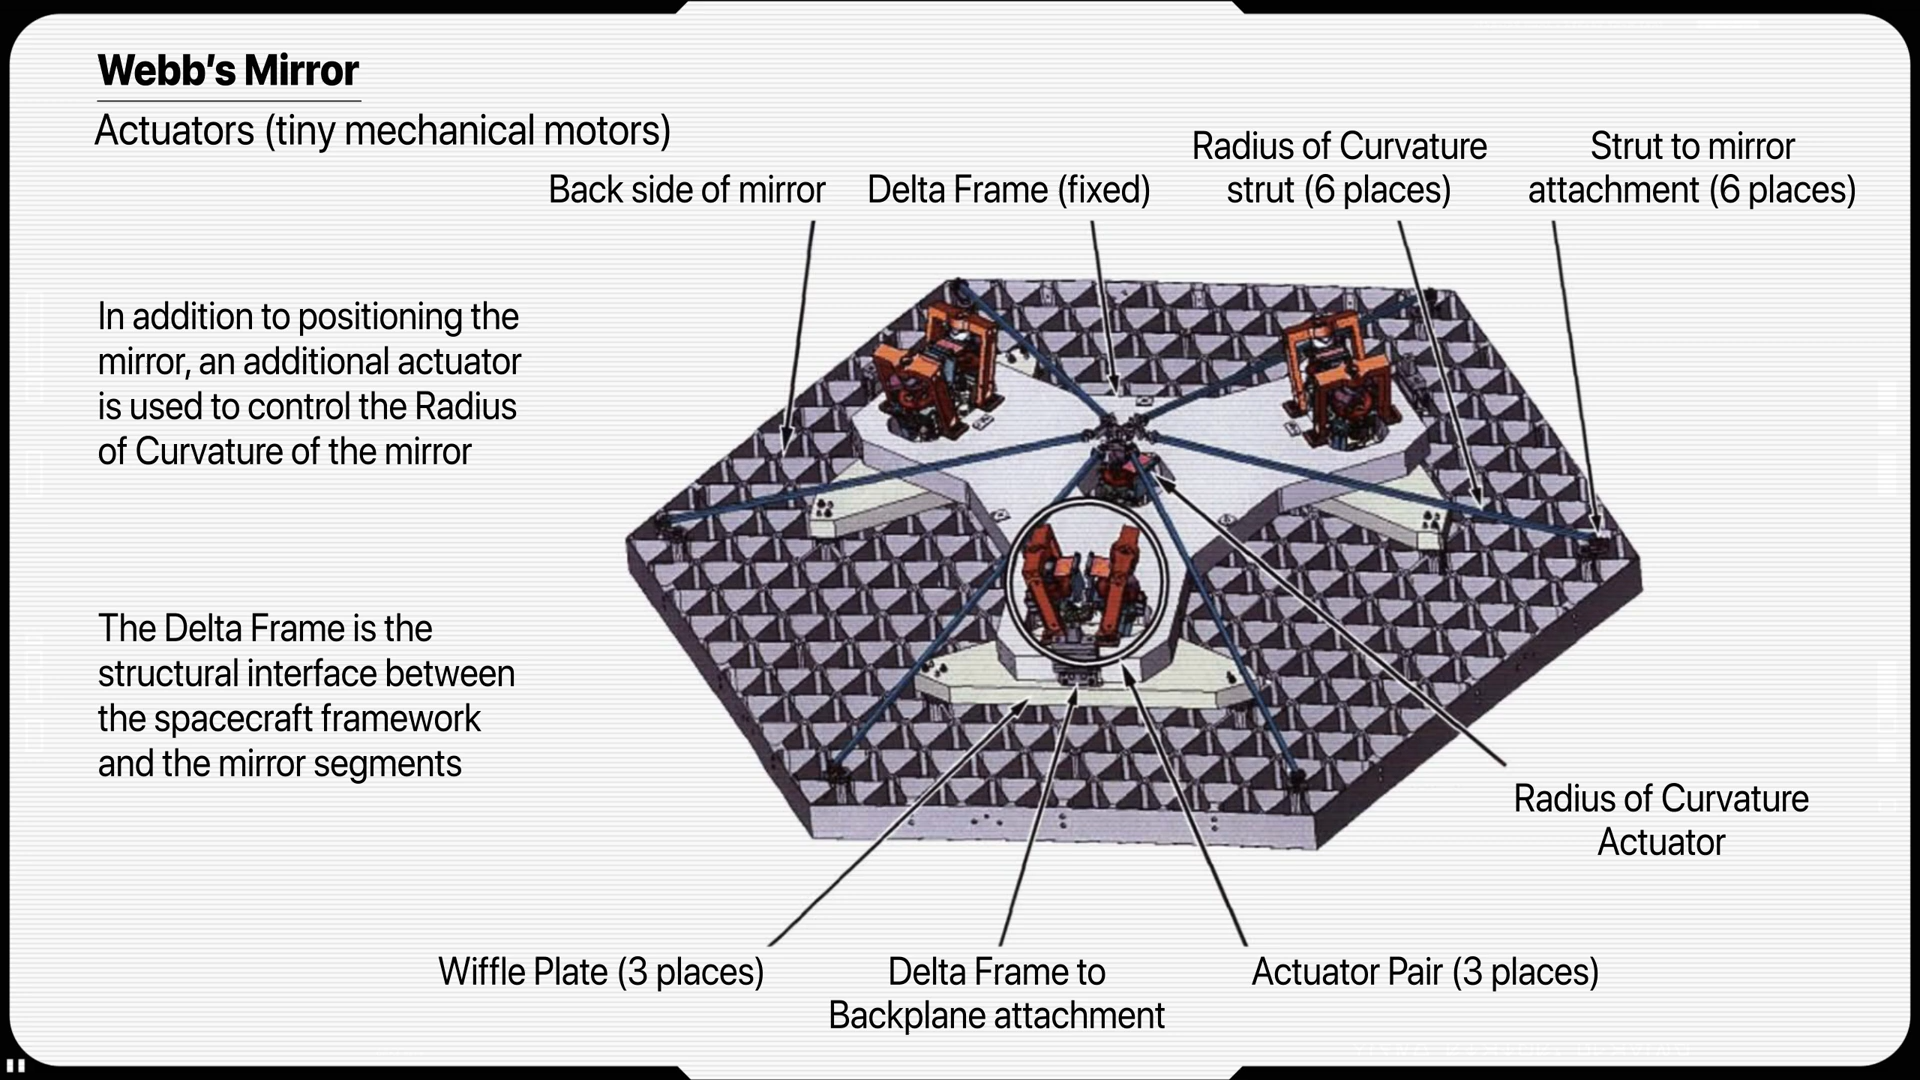 Webb's Mirror
Actuators (tiny mechanical motors)
Back side of mirror
Delta Frame (fixed)
Radius of Curvature
strut (6 places)
Strut to mirror
attachment (6 places)
In addition to positioning the
mirror, an additional actuator
is used to control the Radius
of Curvature of the mirror
The Delta Frame is the
structural interface between
the spacecraft framework
and the mirror segments
Radius of Curvature
Actuator
Wiffle Plate (3 places)
Delta Frame to
Backplane attachment
Actuator Pair (3 places)